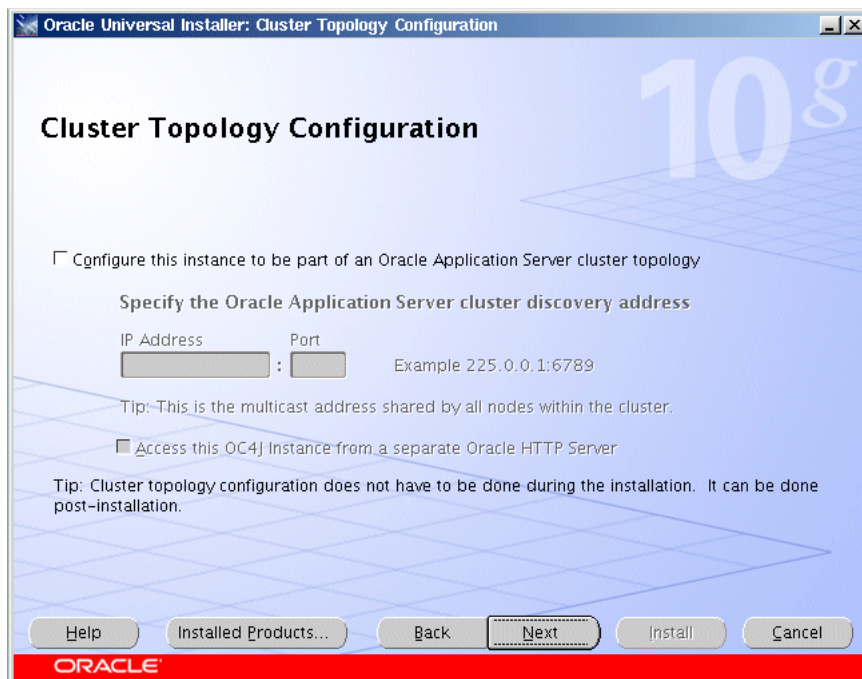 Oracle Universal Installer: Cluster Topology Configuration
10g
Cluster Topology Configuration
Configure this instance to be part of an Oracle Application Server cluster topology
Specify the Oracle Application Server cluster discovery address
IP Address Port
: Example 225.0.0.1:6789
Tip: This is the multicast address shared by all nodes within the cluster.
Access this OC4J Instance from a separate Oracle HTTP Server
Tip: Cluster topology configuration does not have to be done during the installation. It can be done
post-installation.
Help Installed Products... Back Next Install Cancel
ORACLE